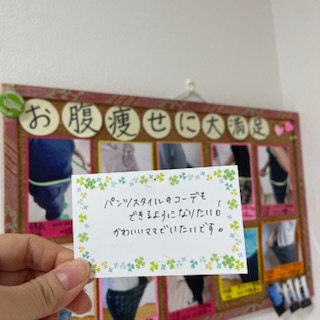 お腹痩せに大満足
パンツスタイルのコーデも
できるようになりたい！
かわいいママでいたいです。